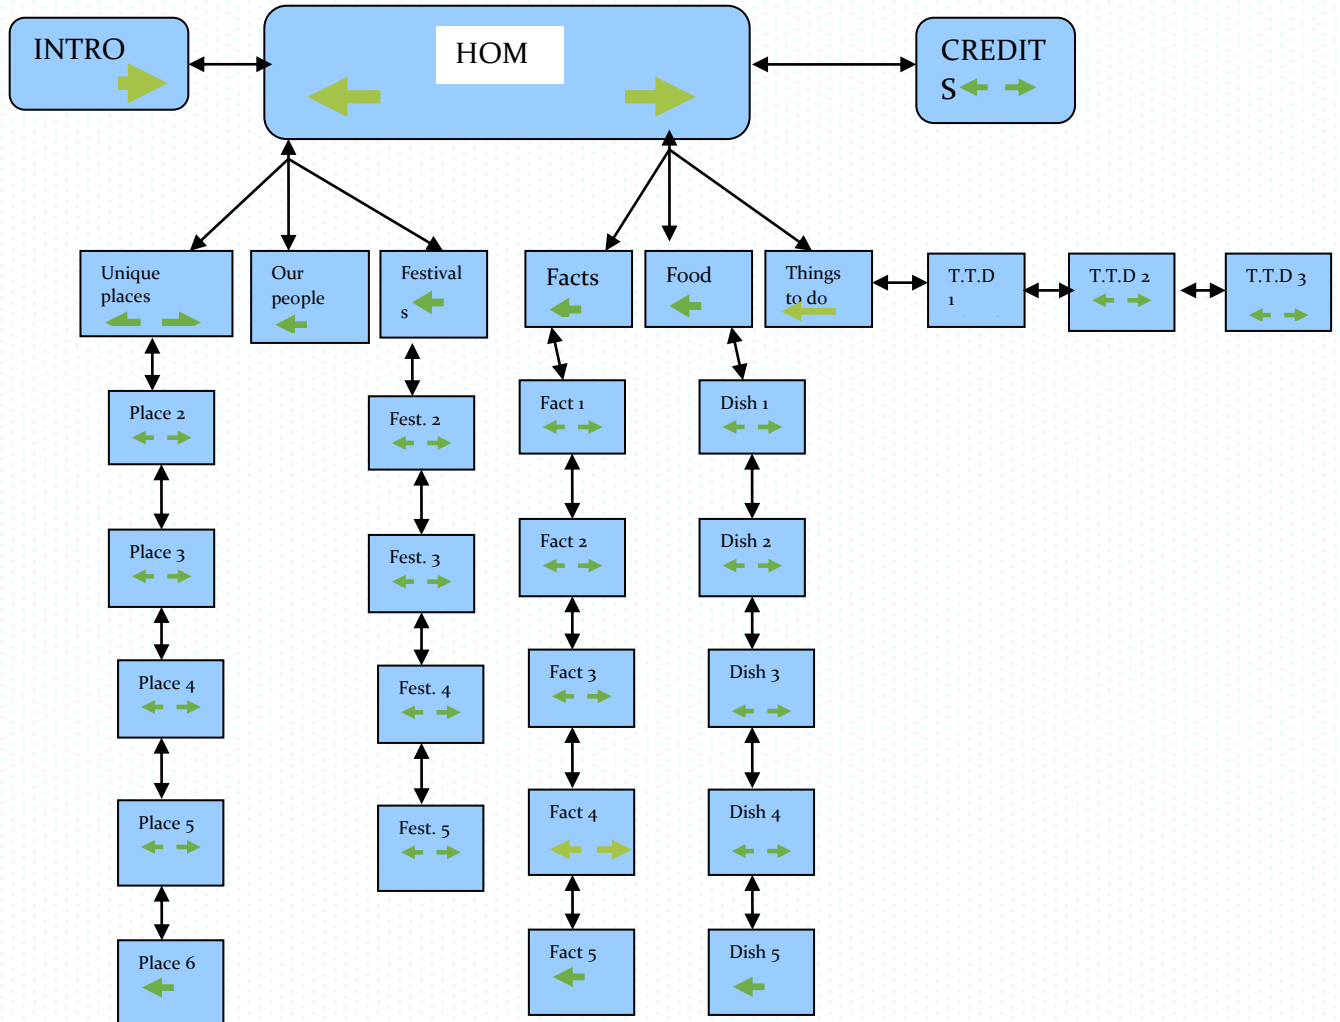 INTRO
HOM
CREDIT
S
Unique
places
Our
people
Festival
s
Facts
Food
Things
to do
T.T.D
1
T.T.D 2
T.T.D 3
Place 2
Fest. 2
Fact 1
Dish 1
Place 3
Fest. 3
Fact 2
Dish 2
Place 4
Fest. 4
Fact 3
Dish 3
Place 5
Fest. 5
Fact 4
Dish 4
Place 6
Fact 5
Dish 5